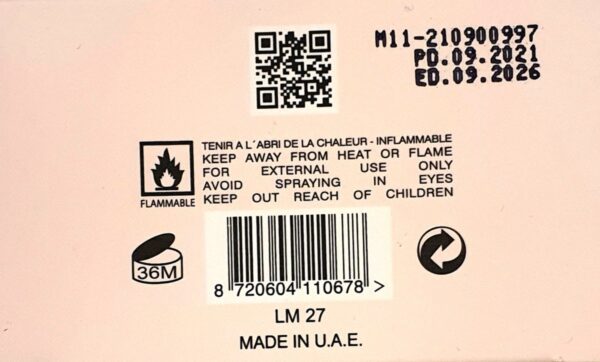 M11-210900997
PD.09.2021
ED.09.2026
TENIR A L´ABRI DE LA CHALEUR - INFLAMMABLE
KEEP AWAY FROM HEAT OR FLAME
FOR EXTERNAL USE ONLY
AVOID SPRAYING IN EYES
KEEP OUT REACH OF CHILDREN
FLAMMABLE
36M
8 720604 110678 >
LM 27
MADE IN U.A.E.